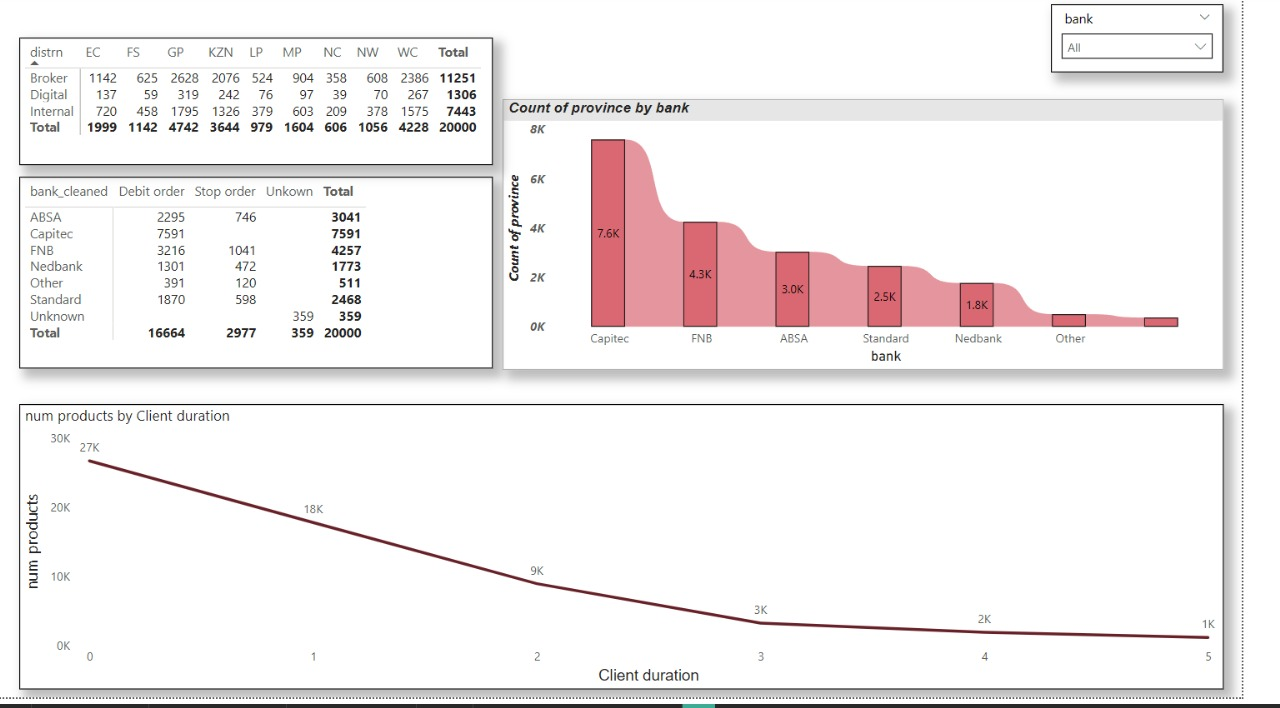 bank
All
distrn EC FS GP KZN LP MP NC NW WC Total
Broker 1142 625 2628 2076 524 904 358 608 2386 11251
Digital 137 59 319 242 76 97 39 70 267 1306
Internal 720 458 1795 1326 379 603 209 378 1575 7443
Total 1999 1142 4742 3644 979 1604 606 1056 4228 20000
bank_cleaned Debit order Stop order Unkown Total
ABSA 2295 746 3041
Capitec 7591 7591
FNB 3216 1041 4257
Nedbank 1301 472 1773
Other 391 120 511
Standard 1870 598 2468
Unknown 359 359
Total 16664 2977 359 20000
Count of province by bank
Count of province
8K
6K
4K
2K
0K
7.6K
4.3K
3.0K
2.5K
1.8K
Capitec FNB ABSA Standard Nedbank Other
bank
num products by Client duration
num products
30K
20K
10K
0K
27K
18K
9K
3K
2K
1K
0 1 2 3 4 5
Client duration